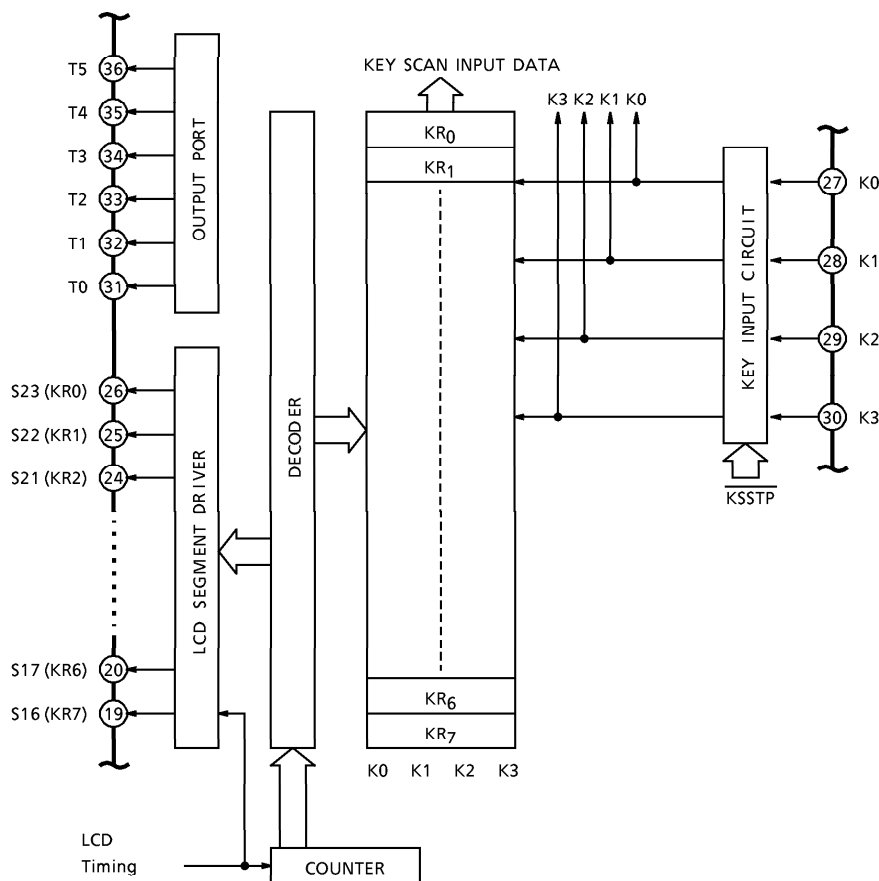 T5 36
T4 35
T3 34
T2 33
T1 32
T0 31
OUTPUT PORT
S23 (KR0) 26
S22 (KR1) 25
S21 (KR2) 24
S17 (KR6) 20
S16 (KR7) 19
LCD SEGMENT DRIVER
DECODER
KEY SCAN INPUT DATA
KR0
KR1
KR6
KR7
K0 K1 K2 K3
K3 K2 K1 K0
KEY INPUT CIRCUIT
27 K0
28 K1
29 K2
30 K3
KSSTP
LCD
Timing
COUNTER